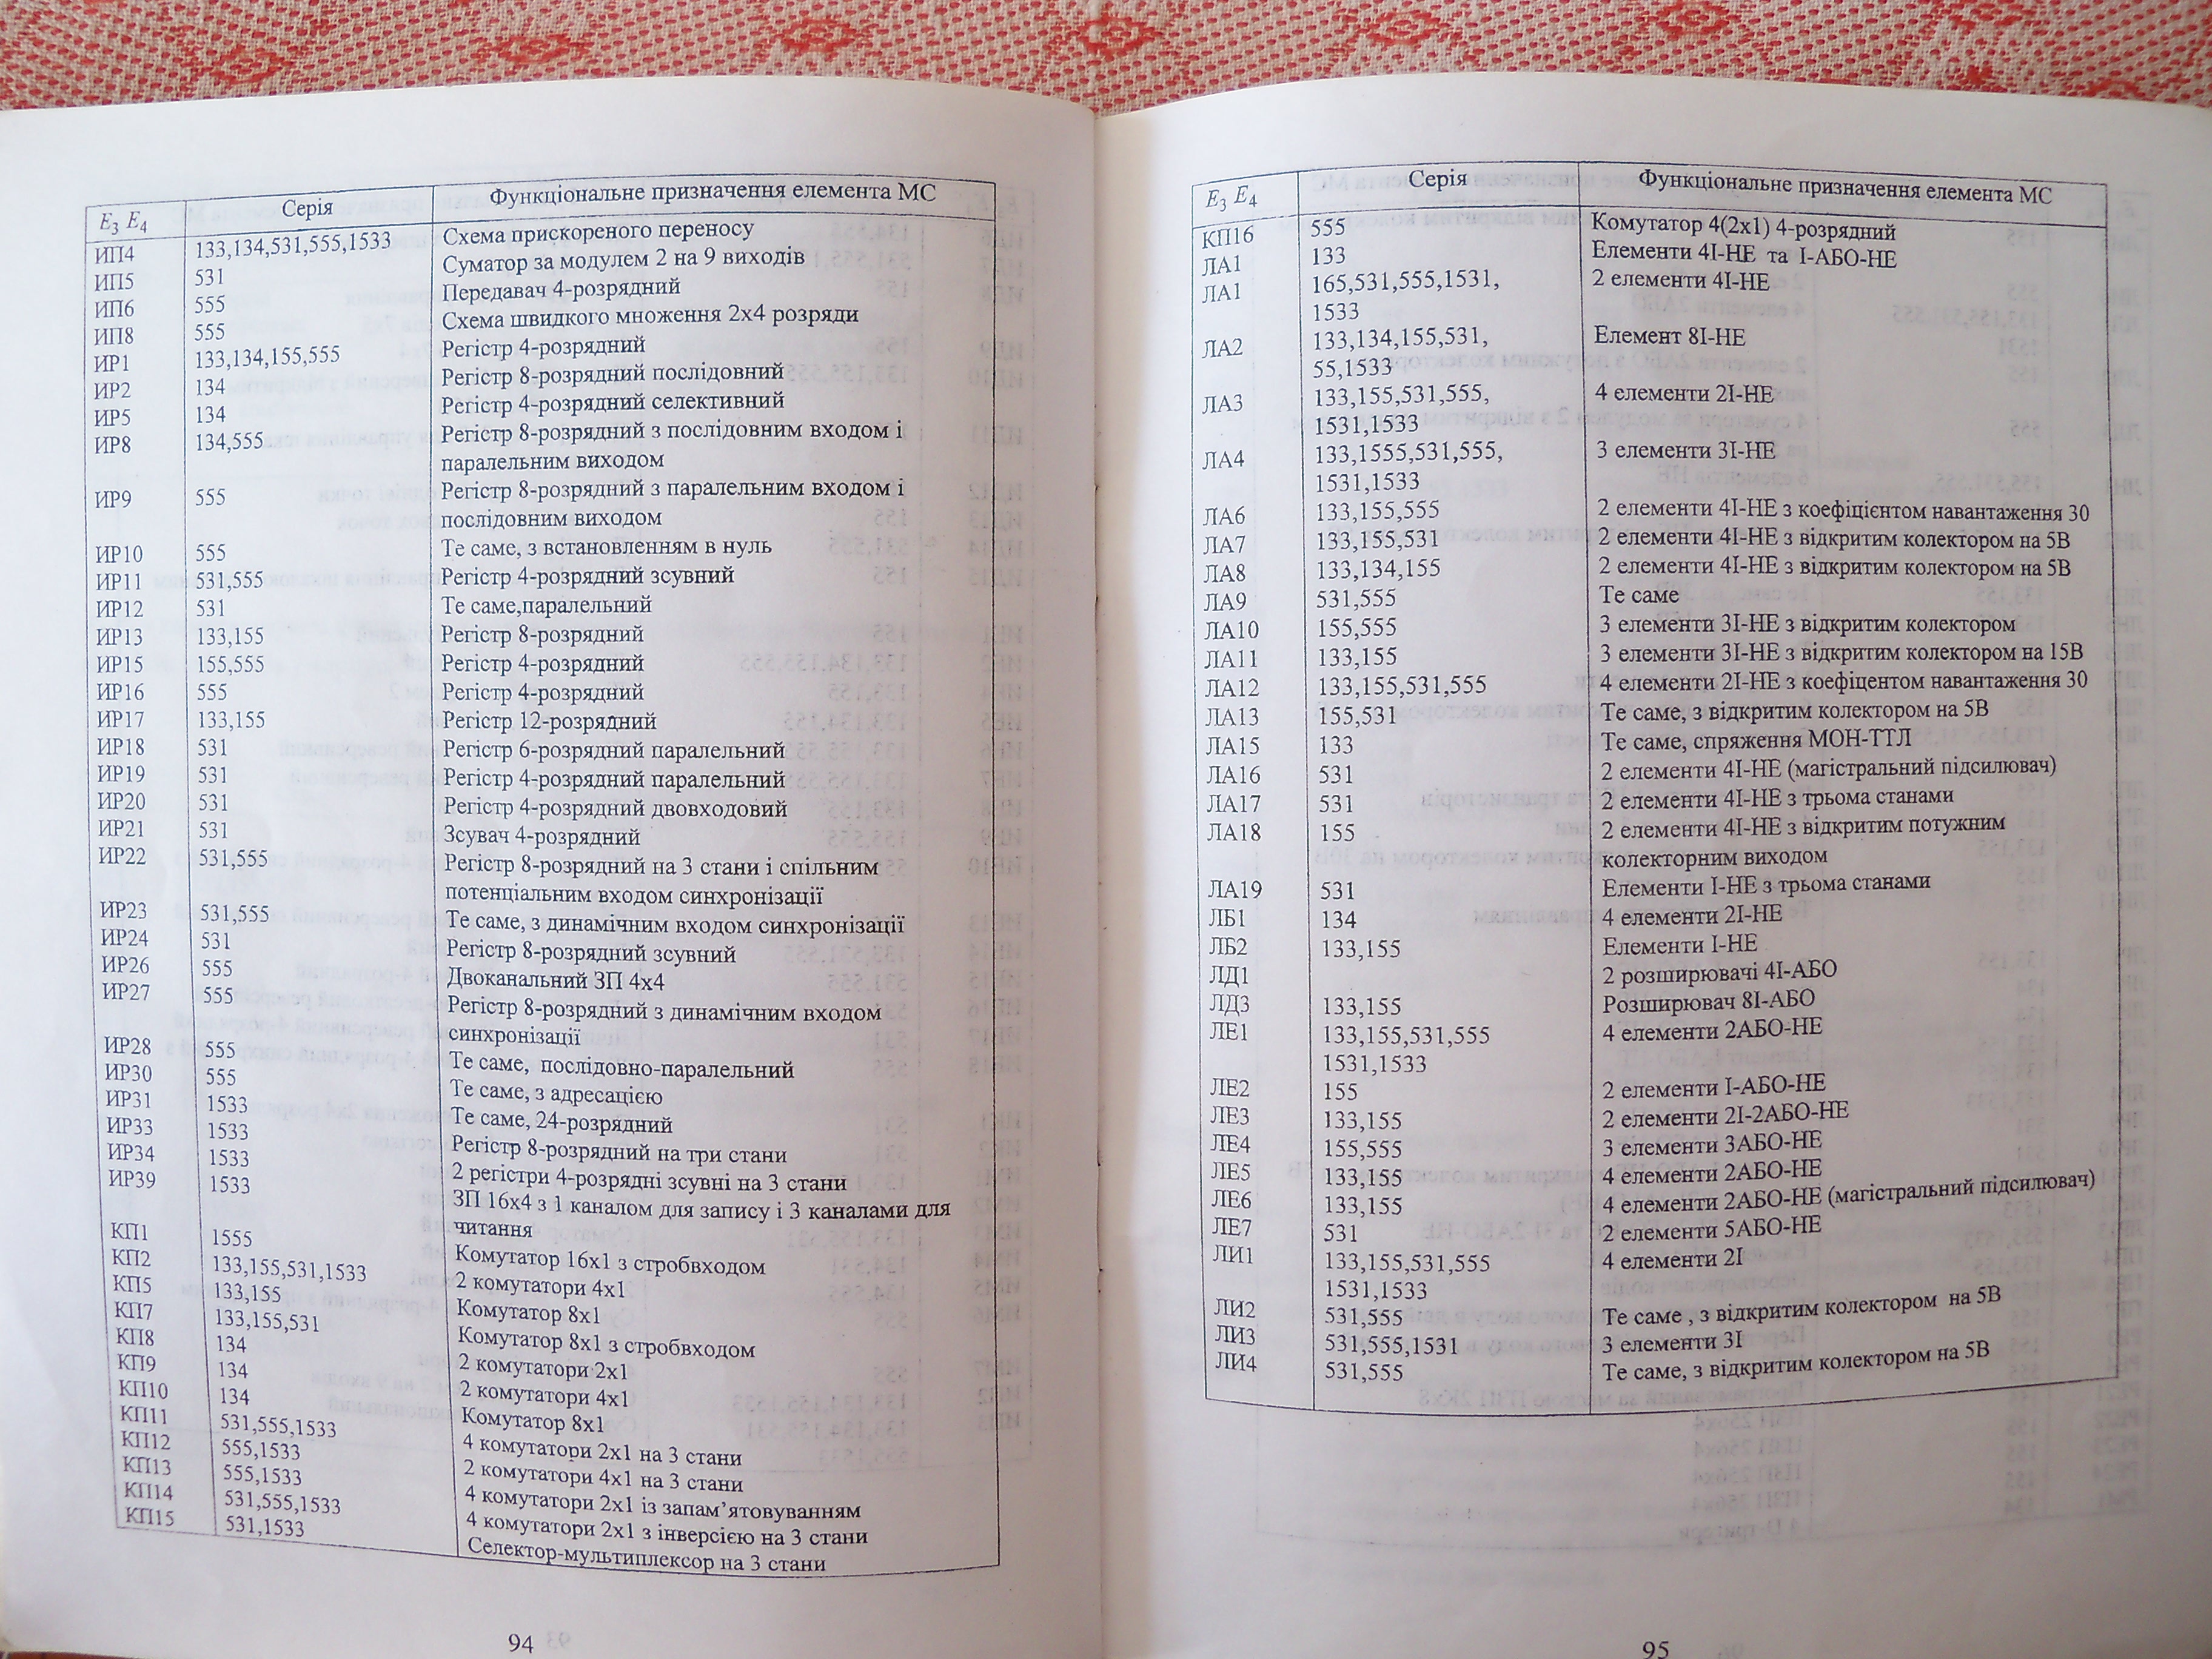 E3 E4 Серія Функціональне призначення елемента МС
ИП4 133,134,531,555,1533 Схема прискореного переносу
ИП5 531 Суматор за модулем 2 на 9 виходів
ИП6 555 Передавач 4-розрядний
ИП8 555 Схема швидкого множення 2х4 розряди
ИР1 133,134,155,555 Регістр 4-розрядний
ИР2 134 Регістр 8-розрядний послідовний
ИР5 134 Регістр 4-розрядний селективний
ИР8 134,555 Регістр 8-розрядний з послідовним входом і
паралельним виходом
ИР9 555 Регістр 8-розрядний з паралельним входом і
послідовним виходом
ИР10 555 Те саме, з встановленням в нуль
ИР11 531,555 Регістр 4-розрядний зсувний
ИР12 531 Те саме,паралельний
ИР13 133,155 Регістр 8-розрядний
ИР15 155,555 Регістр 4-розрядний
ИР16 555 Регістр 4-розрядний
ИР17 133,155 Регістр 12-розрядний
ИР18 531 Регістр 6-розрядний паралельний
ИР19 531 Регістр 4-розрядний паралельний
ИР20 531 Регістр 4-розрядний двовходовий
ИР21 531 Зсувач 4-розрядний
ИР22 531,555 Регістр 8-розрядний на 3 стани і спільним
потенціальним входом синхронізації
ИР23 531,555 Те саме, з динамічним входом синхронізації
ИР24 531 Регістр 8-розрядний зсувний
ИР26 555 Двоканальний ЗП 4х4
ИР27 555 Регістр 8-розрядний з динамічним входом
синхронізації
ИР28 555 Те саме, послідовно-паралельний
ИР30 555 Те саме, з адресацією
ИР31 1533 Те саме, 24-розрядний
ИР33 1533 Регістр 8-розрядний на три стани
ИР34 1533 2 регістри 4-розрядні зсувні на 3 стани
ИР39 1533 ЗП 16х4 з 1 каналом для запису і 3 каналами для
читання
КП1 1555 Комутатор 16х1 з стробвходом
КП2 133,155,531,1533 2 комутатори 4х1
КП5 133,155 Комутатор 8х1
КП7 133,155,531 Комутатор 8х1 з стробвходом
КП8 134 2 комутатори 2х1
КП9 134 2 комутатори 4х1
КП10 134 Комутатор 8х1
КП11 531,555,1533 4 комутатори 2х1 на 3 стани
КП12 555,1533 2 комутатори 4х1 на 3 стани
КП13 555,1533 4 комутатори 2х1 із запам'ятовуванням
КП14 531,555,1533 4 комутатори 2х1 з інверсією на 3 стани
КП15 531,1533 Селектор-мультиплексор на 3 стани
94
E3 E4 Серія Функціональне призначення елемента МС
КП16 555 Комутатор 4(2х1) 4-розрядний
ЛА1 133 Елементи 4І-НЕ та І-АБО-НЕ
ЛА1 165,531,555,1531, 2 елементи 4І-НЕ
1533
ЛА2 133,134,155,531, Елемент 8І-НЕ
55,1533
ЛА3 133,155,531,555, 4 елементи 2І-НЕ
1531,1533
ЛА4 133,1555,531,555, 3 елементи 3І-НЕ
1531,1533
ЛА6 133,155,555 2 елементи 4І-НЕ з коефіцієнтом навантаження 30
ЛА7 133,155,531 2 елементи 4І-НЕ з відкритим колектором на 5В
ЛА8 133,134,155 2 елементи 4І-НЕ з відкритим колектором на 5В
ЛА9 531,555 Те саме
ЛА10 155,555 3 елементи 3І-НЕ з відкритим колектором
ЛА11 133,155 3 елементи 3І-НЕ з відкритим колектором на 15В
ЛА12 133,155,531,555 4 елементи 2І-НЕ з коефіцентом навантаження 30
ЛА13 155,531 Те саме, з відкритим колектором на 5В
ЛА15 133 Те саме, спряження МОН-ТТЛ
ЛА16 531 2 елементи 4І-НЕ (магістральний підсилювач)
ЛА17 531 2 елементи 4І-НЕ з трьома станами
ЛА18 155 2 елементи 4І-НЕ з відкритим потужним
колекторним виходом
ЛА19 531 Елементи І-НЕ з трьома станами
ЛБ1 134 4 елементи 2І-НЕ
ЛБ2 133,155 Елементи І-НЕ
ЛД1 2 розширювачі 4І-АБО
ЛД3 133,155 Розширювач 8І-АБО
ЛЕ1 133,155,531,555 4 елементи 2АБО-НЕ
1531,1533
ЛЕ2 155 2 елементи І-АБО-НЕ
ЛЕ3 133,155 2 елементи 2І-2АБО-НЕ
ЛЕ4 155,555 3 елементи 3АБО-НЕ
ЛЕ5 133,155 4 елементи 2АБО-НЕ
ЛЕ6 133,155 4 елементи 2АБО-НЕ (магістральний підсилювач)
ЛЕ7 531 2 елементи 5АБО-НЕ
ЛИ1 133,155,531,555 4 елементи 2І
1531,1533
ЛИ2 531,555 Те саме , з відкритим колектором на 5В
ЛИ3 531,555,1531 3 елементи 3І
ЛИ4 531,555 Те саме, з відкритим колектором на 5В
95